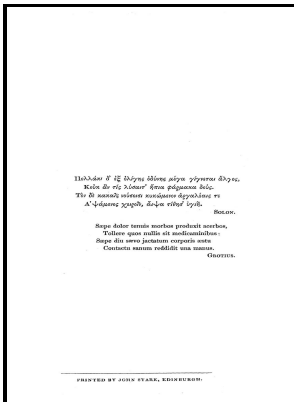 Πολλάκι δ' ἐξ ὀλίγης ὀδύνης μέγα γίγνεται ἄλγος,
Κοὐκ ἄν τις λύσαιτ' ἤπια φάρμακα δούς.
Τὸν δὲ κακαῖς νούσοισι κυκώμενον ἀργαλέαις τε
Ἁψάμενος χειροῖν, αἶψα τίθησ' ὑγιῆ.
SOLON.
Sæpe dolor tenuis morbos produxit acerbos,
Tollere quos nullis sit medicaminibus:
Sæpe diu sævo jactatum corporis æstu
Contactu sanum reddidit una manus.
GROTIUS.
PRINTED BY JOHN STARK, EDINBURGH.